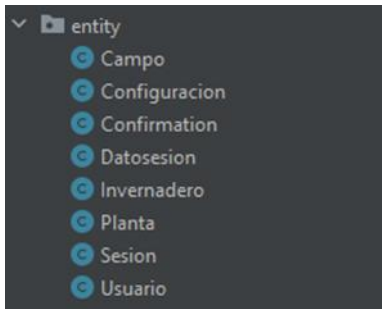 entity
C Campo
C Configuracion
C Confirmation
C Datosesion
C Invernadero
C Planta
C Sesion
C Usuario